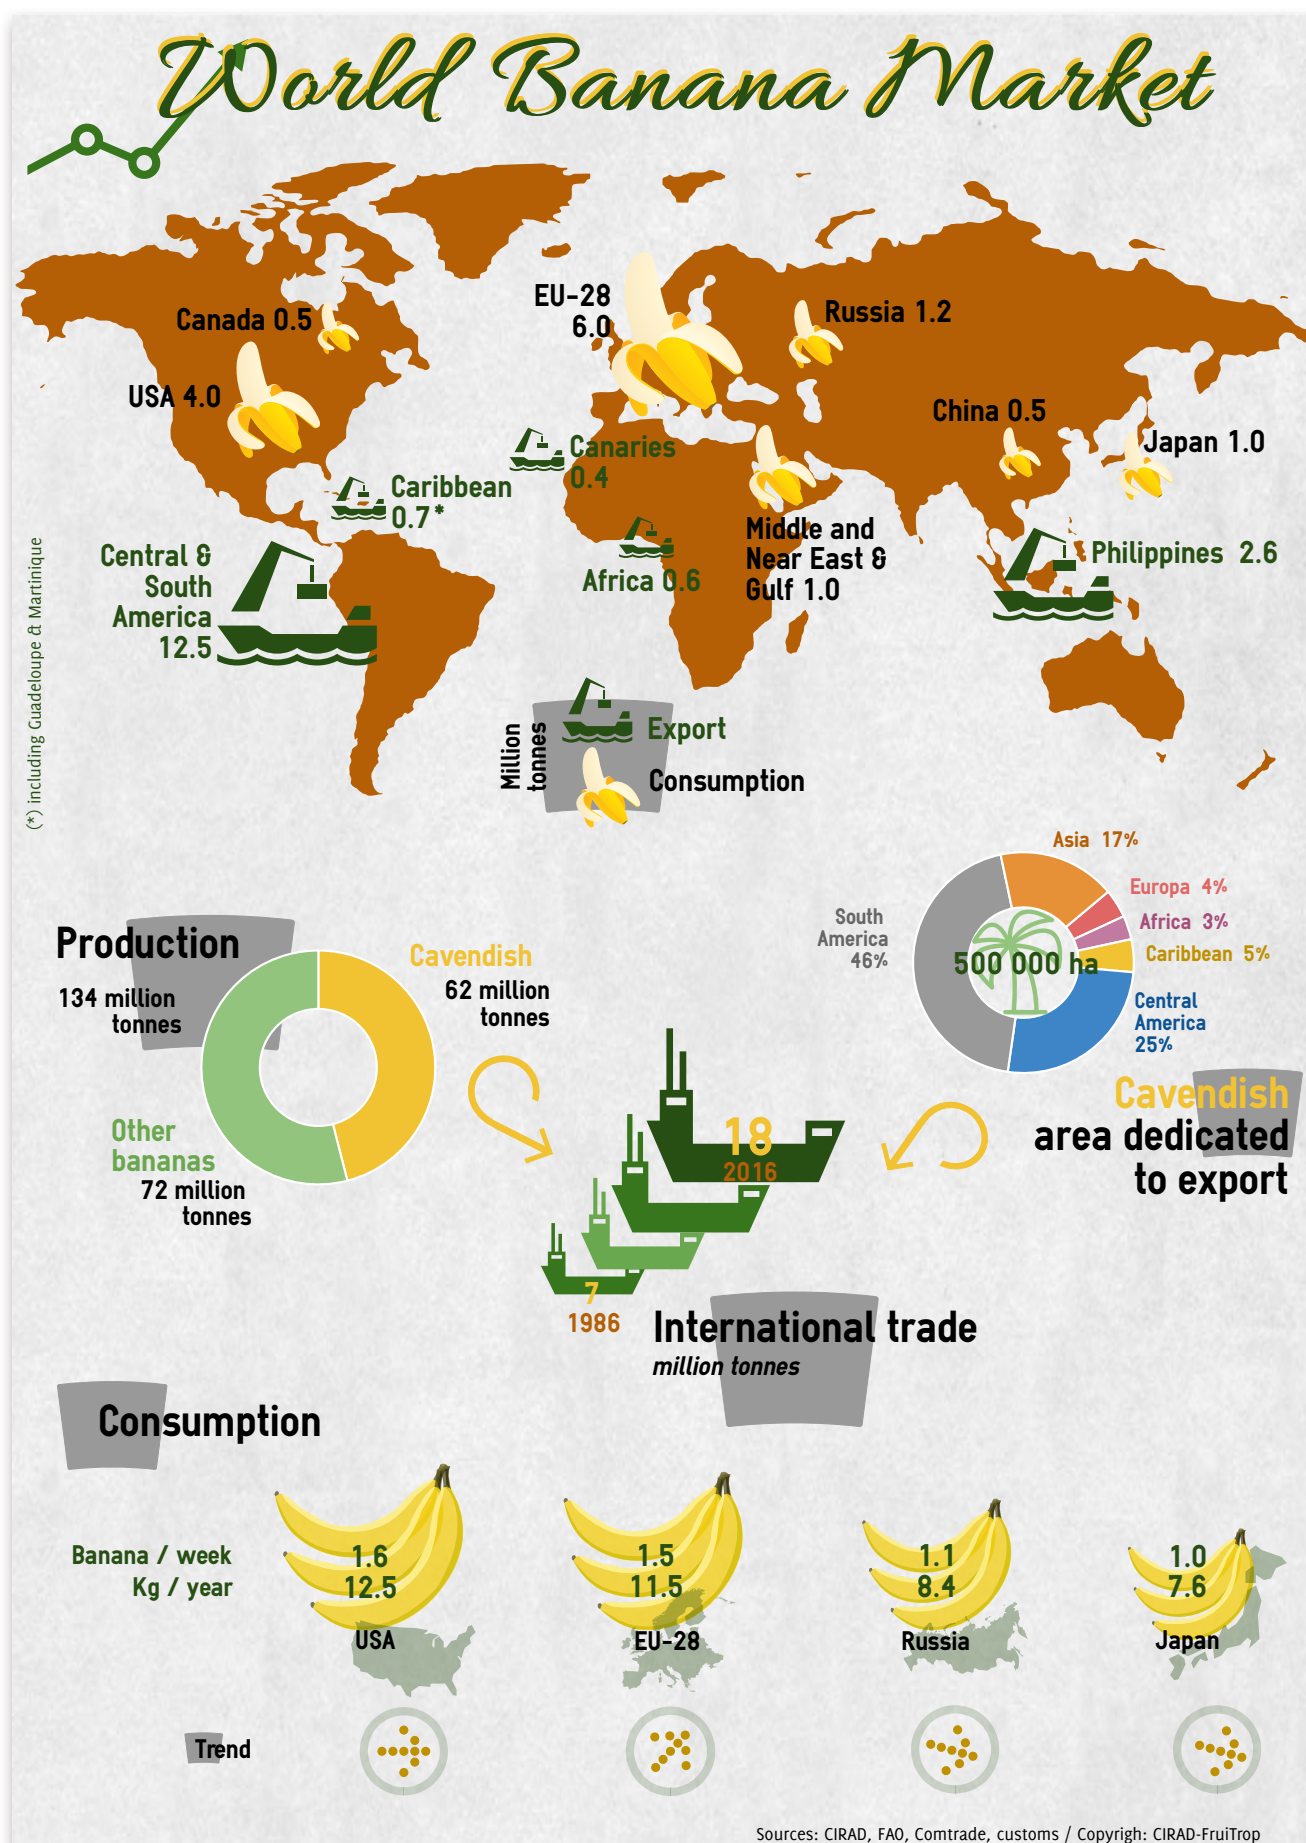 World Banana Market
Canada 0.5
EU-28
6.0
Russia 1.2
USA 4.0
China 0.5
Japan 1.0
Canaries
0.4
Caribbean
0.7*
Central &
South
America
12.5
Africa 0.6
Middle and
Near East &
Gulf 1.0
Philippines 2.6
(*) including Guadeloupe & Martinique
Million
tonnes
Export
Consumption
Production
134 million
tonnes
Cavendish
62 million
tonnes
Other
bananas
72 million
tonnes
Asia 17%
Europa 4%
Africa 3%
Caribbean 5%
Central
America
25%
South
America
46%
500 000 ha
Cavendish
area dedicated
to export
18
2016
7
1986
International trade
million tonnes
Consumption
Banana / week
Kg / year
1.6
12.5
USA
1.5
11.5
EU-28
1.1
8.4
Russia
1.0
7.6
Japan
Trend
Sources: CIRAD, FAO, Comtrade, customs / Copyrigh: CIRAD-FruiTrop